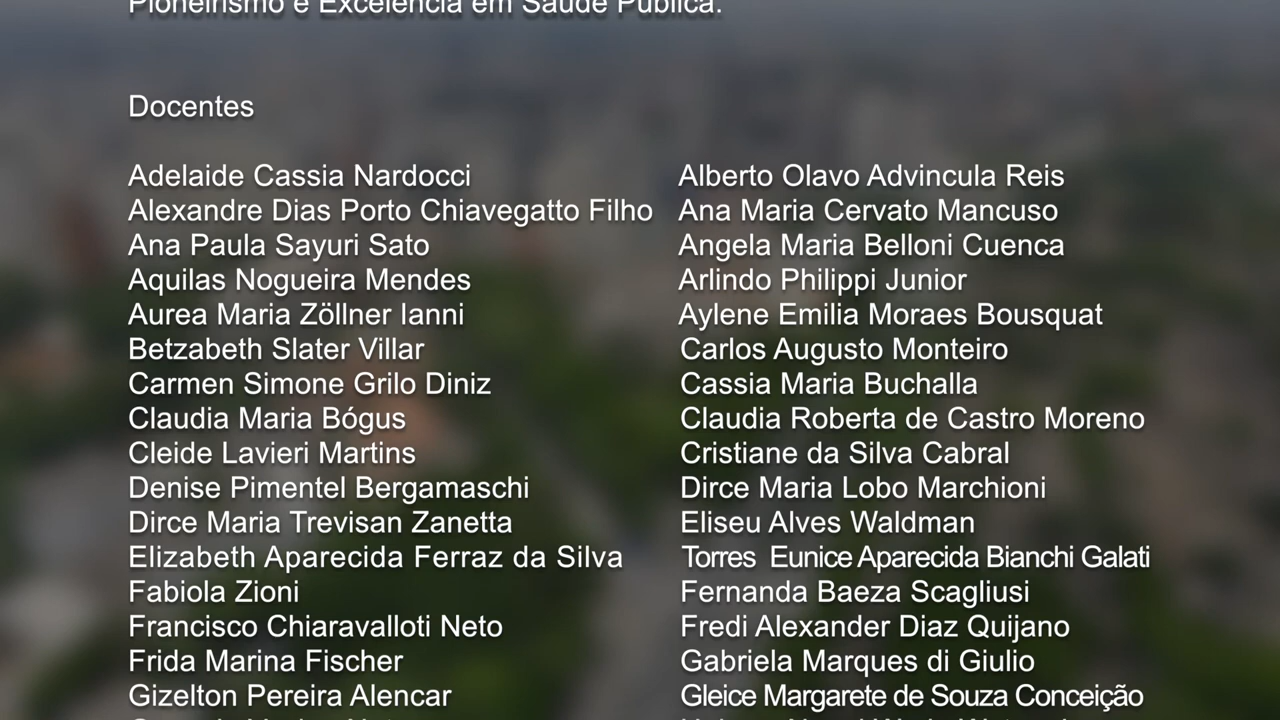 Pioneirismo e Excelência em Saúde Pública.
Docentes
Adelaide Cassia Nardocci Alberto Olavo Advincula Reis
Alexandre Dias Porto Chiavegatto Filho Ana Maria Cervato Mancuso
Ana Paula Sayuri Sato Angela Maria Belloni Cuenca
Aquilas Nogueira Mendes Arlindo Philippi Junior
Aurea Maria Zöllner Ianni Aylene Emilia Moraes Bousquat
Betzabeth Slater Villar Carlos Augusto Monteiro
Carmen Simone Grilo Diniz Cassia Maria Buchalla
Claudia Maria Bógus Claudia Roberta de Castro Moreno
Cleide Lavieri Martins Cristiane da Silva Cabral
Denise Pimentel Bergamaschi Dirce Maria Lobo Marchioni
Dirce Maria Trevisan Zanetta Eliseu Alves Waldman
Elizabeth Aparecida Ferraz da Silva Torres Eunice Aparecida Bianchi Galati
Fabiola Zioni Fernanda Baeza Scagliusi
Francisco Chiaravalloti Neto Fredi Alexander Diaz Quijano
Frida Marina Fischer Gabriela Marques di Giulio
Gizelton Pereira Alencar Gleice Margarete de Souza Conceição